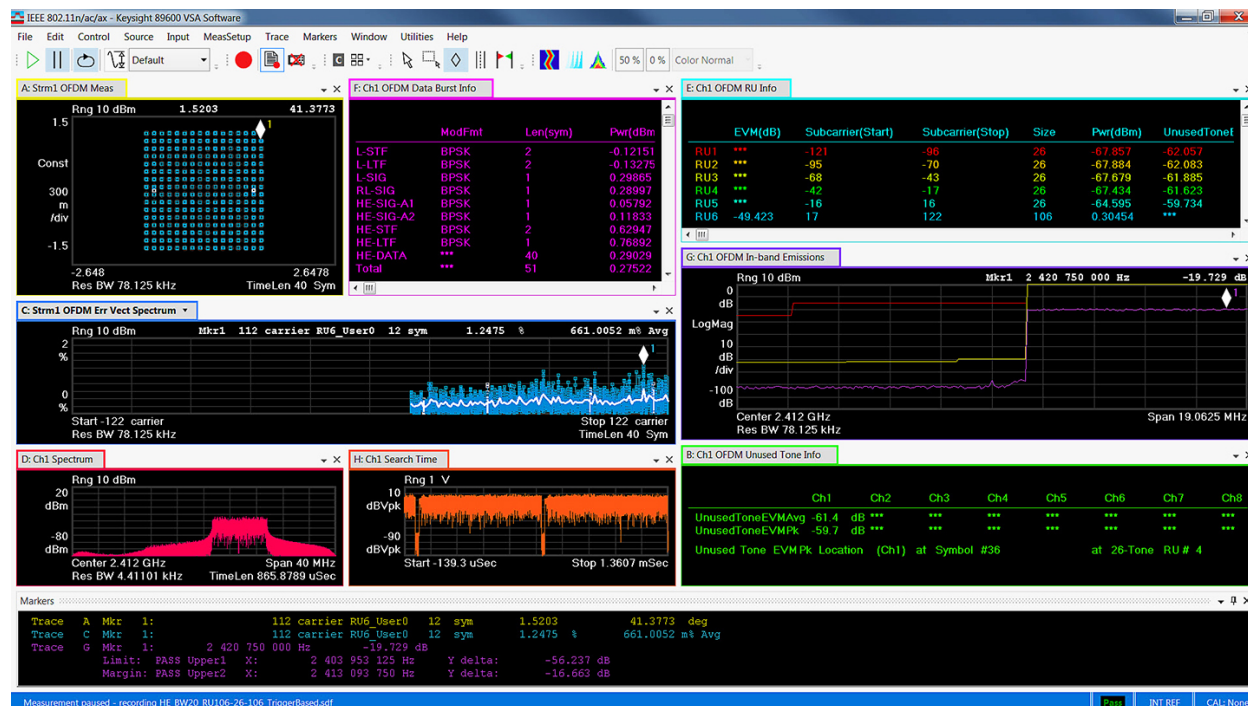 IEEE 802.11n/ac/ax - Keysight 89600 VSA Software
File Edit Control Source Input MeasSetup Trace Markers Window Utilities Help
Default 50 % 0 % Color Normal
A: Strm1 OFDM Meas
Rng 10 dBm 1.5203 41.3773
1.5
1
Const
300
m
/div
-1.5
-2.648 2.6478
Res BW 78.125 kHz TimeLen 40 Sym
F: Ch1 OFDM Data Burst Info
ModFmt Len(sym) Pwr(dBm
L-STF BPSK 2 -0.12151
L-LTF BPSK 2 -0.13275
L-SIG BPSK 1 0.29865
RL-SIG BPSK 1 0.28997
HE-SIG-A1 BPSK 1 0.05792
HE-SIG-A2 BPSK 1 0.11833
HE-STF BPSK 2 0.62947
HE-LTF BPSK 1 0.76892
HE-DATA *** 40 0.29029
Total *** 51 0.27522
E: Ch1 OFDM RU Info
EVM(dB) Subcarrier(Start) Subcarrier(Stop) Size Pwr(dBm) UnusedToneE
RU1 *** -121 -96 26 -67.857 -62.057
RU2 *** -95 -70 26 -67.884 -62.083
RU3 *** -68 -43 26 -67.679 -61.885
RU4 *** -42 -17 26 -67.434 -61.623
RU5 *** -16 16 26 -64.595 -59.734
RU6 -49.423 17 122 106 0.30454 ***
C: Strm1 OFDM Err Vect Spectrum
Rng 10 dBm Mkr1 112 carrier RU6_User0 12 sym 1.2475 % 661.0052 m% Avg
2
%
1
0
%
Start -122 carrier Stop 122 carrier
Res BW 78.125 kHz TimeLen 40 Sym
G: Ch1 OFDM In-band Emissions
Rng 10 dBm Mkr1 2 420 750 000 Hz -19.729 dB
0
dB
1
LogMag
10
dB
/div
-100
dB
Center 2.412 GHz Span 19.0625 MHz
Res BW 78.125 kHz
D: Ch1 Spectrum
Rng 10 dBm
20
dBm
-80
dBm
Center 2.412 GHz Span 40 MHz
Res BW 4.41101 kHz TimeLen 865.8789 uSec
H: Ch1 Search Time
Rng 1 V
10
dBVpk
-90
dBVpk
Start -139.3 uSec Stop 1.3607 mSec
B: Ch1 OFDM Unused Tone Info
Ch1 Ch2 Ch3 Ch4 Ch5 Ch6 Ch7 Ch8
UnusedToneEVMAvg -61.4 dB *** *** *** *** *** *** ***
UnusedToneEVMPk -59.7 dB *** *** *** *** *** *** ***
Unused Tone EVM Pk Location (Ch1) at Symbol #36 at 26-Tone RU # 4
Markers
Trace A Mkr 1: 112 carrier RU6_User0 12 sym 1.5203 41.3773 deg
Trace C Mkr 1: 112 carrier RU6_User0 12 sym 1.2475 % 661.0052 m% Avg
Trace G Mkr 1: 2 420 750 000 Hz -19.729 dB
Limit: PASS Upper1 X: 2 403 953 125 Hz Y delta: -56.237 dB
Margin: PASS Upper2 X: 2 413 093 750 Hz Y delta: -16.663 dB
Measurement paused - recording HE_BW20_RU106-26-106_TriggerBased.sdf Pass INT REF CAL: None